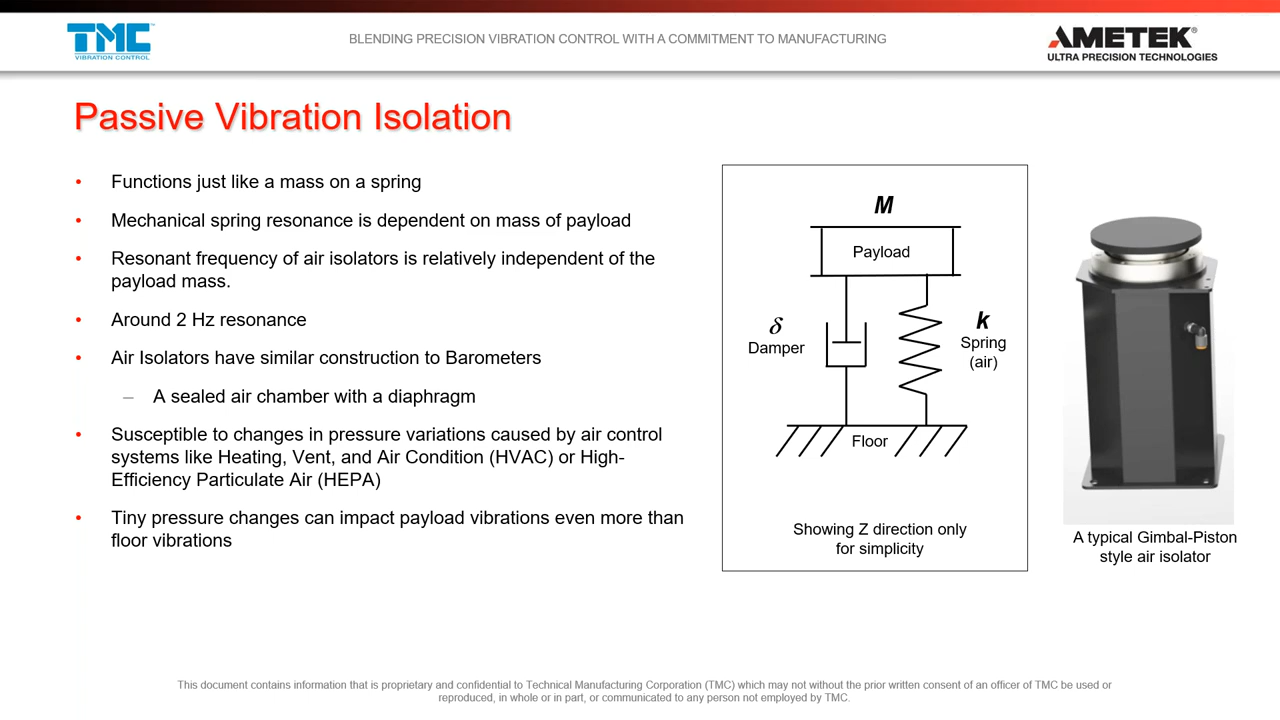 TMC™
VIBRATION CONTROL
BLENDING PRECISION VIBRATION CONTROL WITH A COMMITMENT TO MANUFACTURING
AMETEK®
ULTRA PRECISION TECHNOLOGIES
Passive Vibration Isolation
• Functions just like a mass on a spring
• Mechanical spring resonance is dependent on mass of payload
• Resonant frequency of air isolators is relatively independent of the
payload mass.
• Around 2 Hz resonance
• Air Isolators have similar construction to Barometers
– A sealed air chamber with a diaphragm
• Susceptible to changes in pressure variations caused by air control
systems like Heating, Vent, and Air Condition (HVAC) or High-
Efficiency Particulate Air (HEPA)
• Tiny pressure changes can impact payload vibrations even more than
floor vibrations
M
Payload
δ
Damper
k
Spring
(air)
Floor
Showing Z direction only
for simplicity
A typical Gimbal-Piston
style air isolator
This document contains information that is proprietary and confidential to Technical Manufacturing Corporation (TMC) which may not without the prior written consent of an officer of TMC be used or
reproduced, in whole or in part, or communicated to any person not employed by TMC.